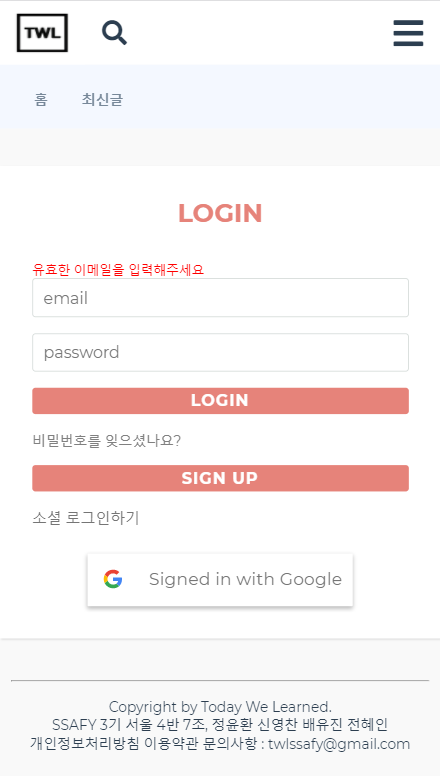 TWL
홈 최신글
LOGIN
유효한 이메일을 입력해주세요
email
password
LOGIN
비밀번호를 잊으셨나요?
SIGN UP
소셜 로그인하기
Signed in with Google
Copyright by Today We Learned.
SSAFY 3기 서울 4반 7조, 정윤환 신영찬 배유진 전혜인
개인정보처리방침 이용약관 문의사항 : twlssafy@gmail.com